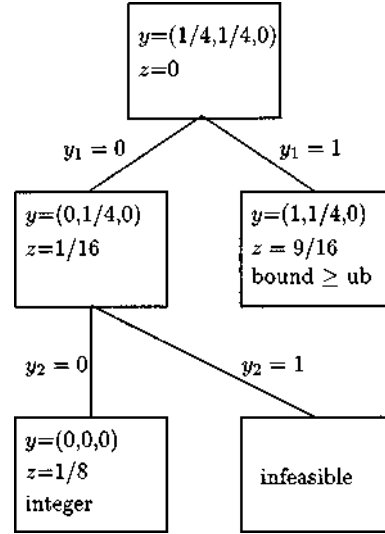 y=(1/4,1/4,0)
z=0
y₁ = 0
y₁ = 1
y=(0,1/4,0)
z=1/16
y=(1,1/4,0)
z = 9/16
bound ≥ ub
y₂ = 0
y₂ = 1
y=(0,0,0)
z=1/8
integer
infeasible